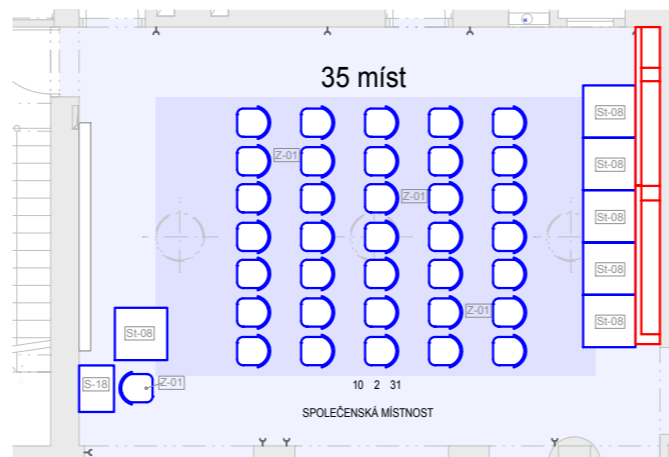 35 míst
St-08
Z-01
St-08
Z-01
St-08
St-08
Z-01
St-08
St-08
S-18
Z-01
10 2 31
SPOLEČENSKÁ MÍSTNOST